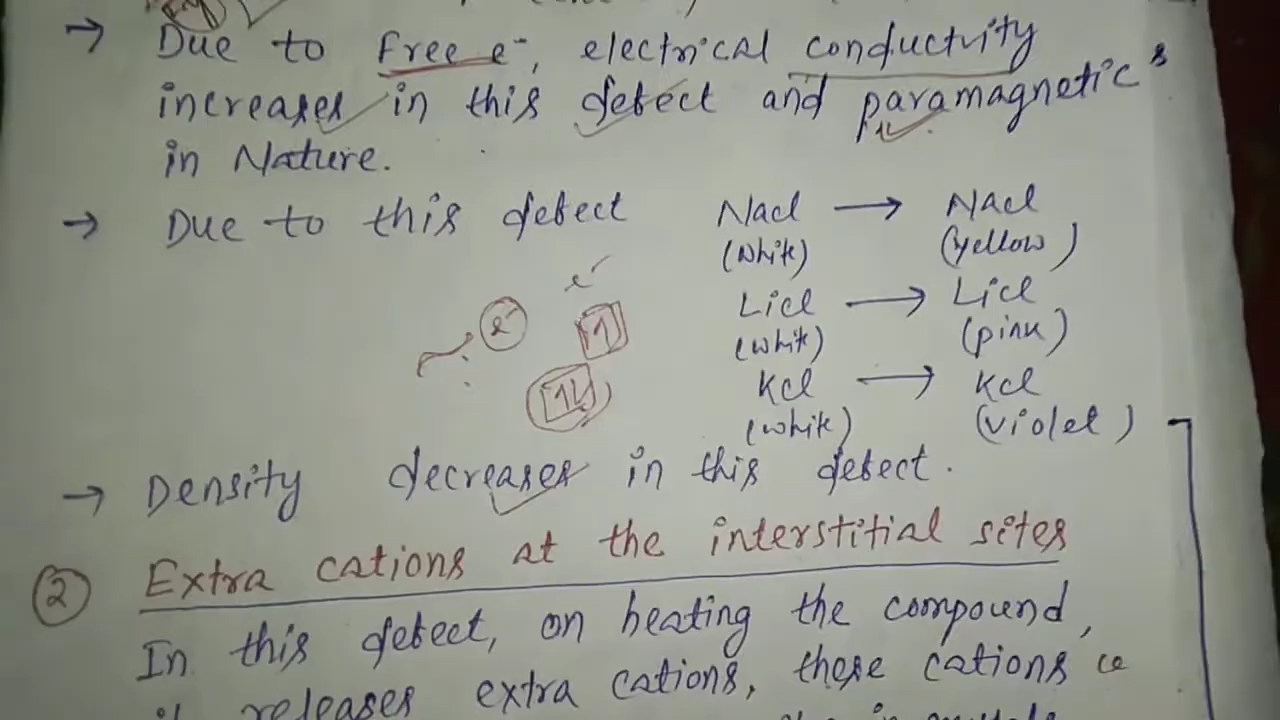 → Due to free e⁻, electrical conductivity
increases in this defect and paramagnetic
in Nature.
→ Due to this defect NaCl → NaCl
(white) (yellow)
LiCl → LiCl
(white) (pink)
KCl → KCl
(white) (violet)
e⁻
e⁻ 1
1L
→ Density decreases in this defect.
② Extra cations at the interstitial sites
In this defect, on heating the compound,
releases extra cations, these cations